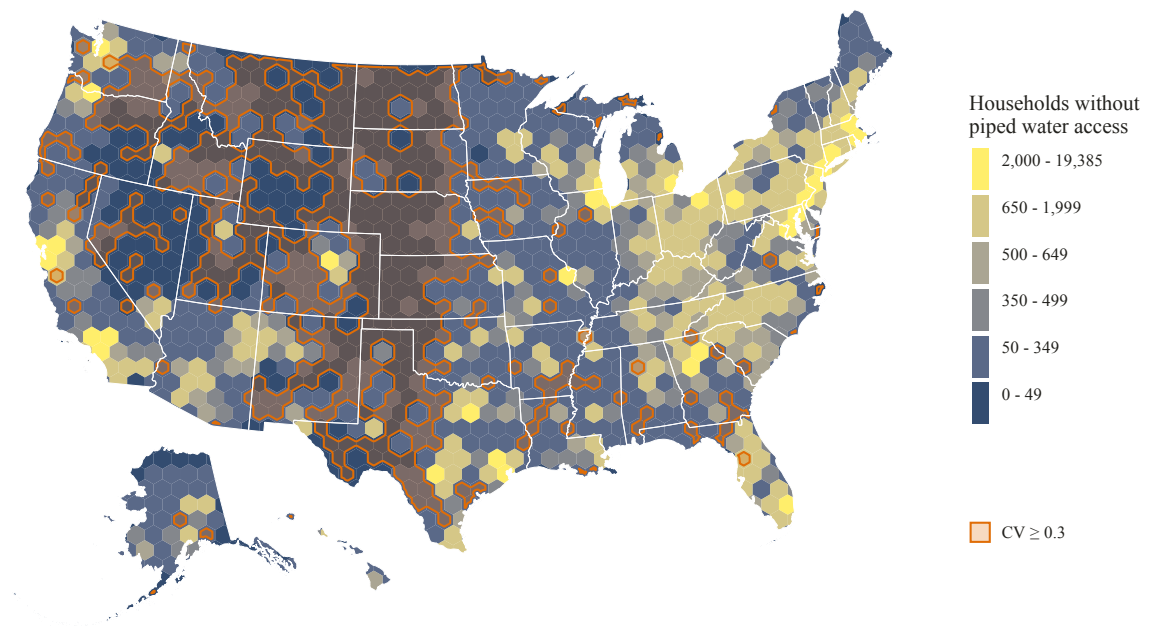 Households without
piped water access
2,000 - 19,385
650 - 1,999
500 - 649
350 - 499
50 - 349
0 - 49
CV ≥ 0.3